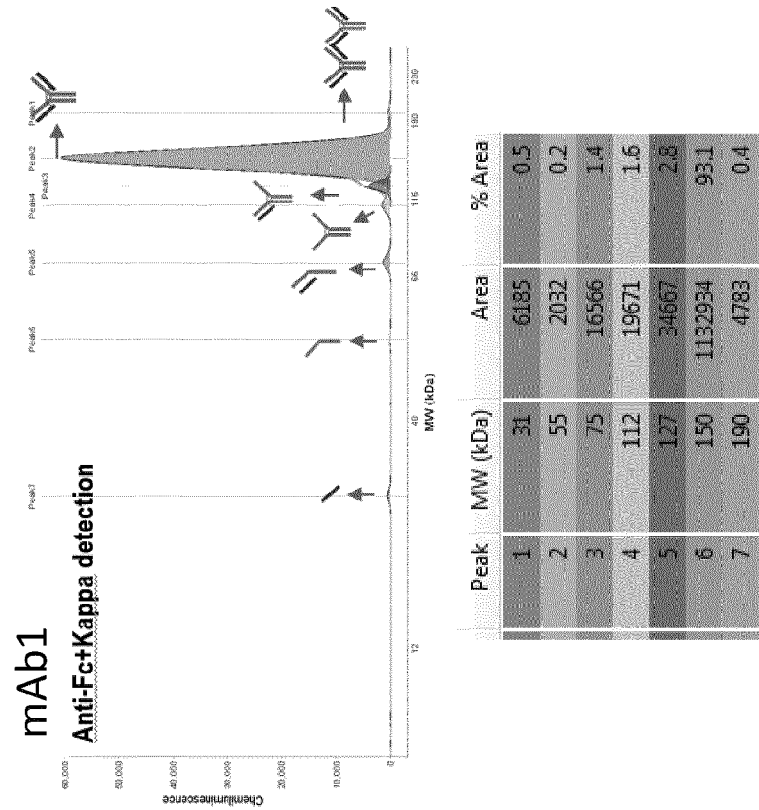 mAb1
Anti-Fc+Kappa detection
Peak7
Peak6
Peak5
Peak4
Peak3
Peak2
Peak1
Chemiluminescence
60.000
50.000
40.000
30.000
20.000
10.000
0
12
40
66
116
180
230
MW (kDa)
Peak MW (kDa) Area % Area
1 31 6185 0.5
2 55 2032 0.2
3 75 16566 1.4
4 112 19671 1.6
5 127 34667 2.8
6 150 1132934 93.1
7 190 4783 0.4